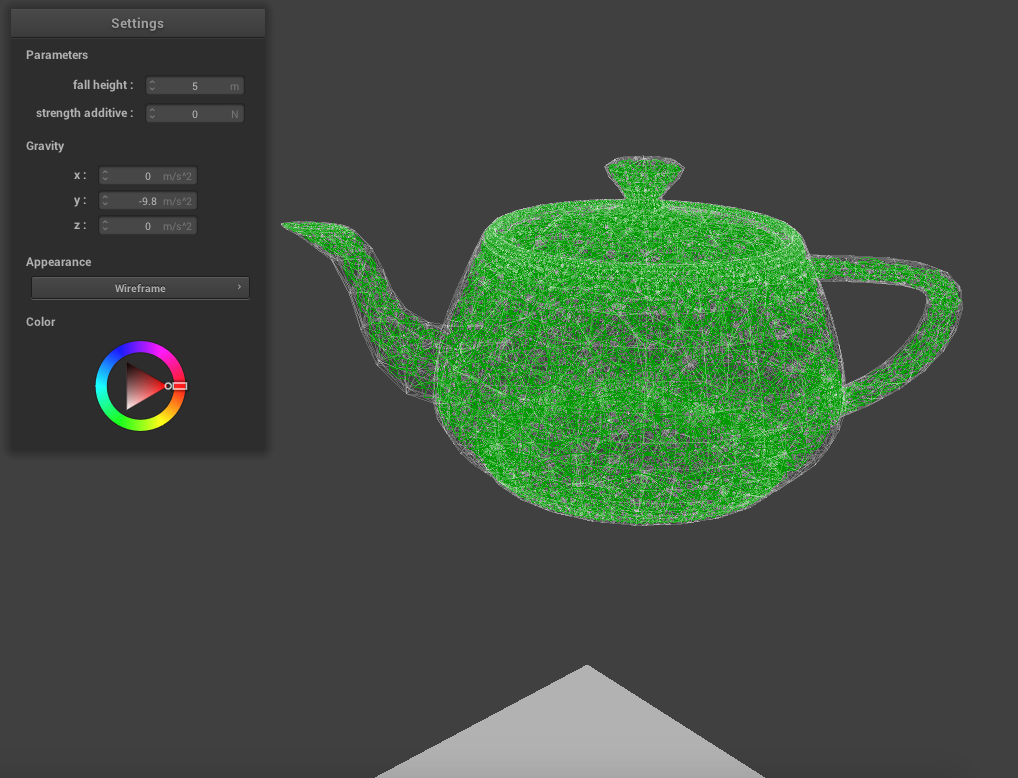 Settings
Parameters
fall height : 5 m
strength additive : 0 N
Gravity
x : 0 m/s^2
y : -9.8 m/s^2
z : 0 m/s^2
Appearance
Wireframe
Color